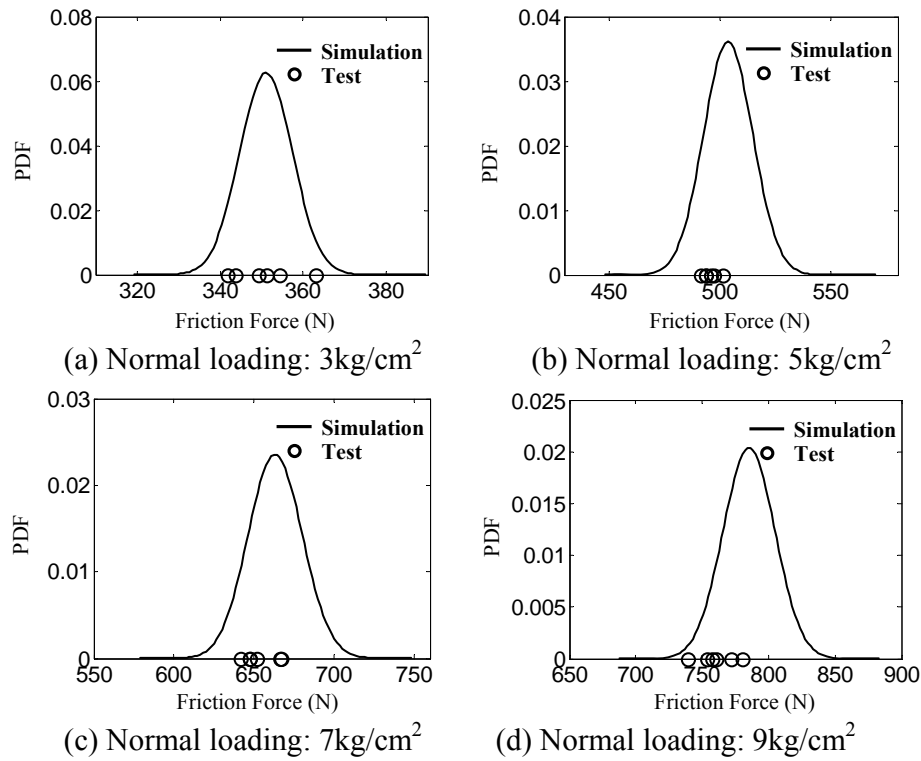 0.08
0.06
0.04
0.02
0
PDF
Simulation
Test
320 340 360 380
Friction Force (N)
(a) Normal loading: 3kg/cm²
0.04
0.03
0.02
0.01
0
PDF
Simulation
Test
450 500 550
Friction Force (N)
(b) Normal loading: 5kg/cm²
0.03
0.02
0.01
0
PDF
Simulation
Test
550 600 650 700 750
Friction Force (N)
(c) Normal loading: 7kg/cm²
0.025
0.02
0.015
0.01
0.005
0
PDF
Simulation
Test
650 700 750 800 850 900
Friction Force (N)
(d) Normal loading: 9kg/cm²